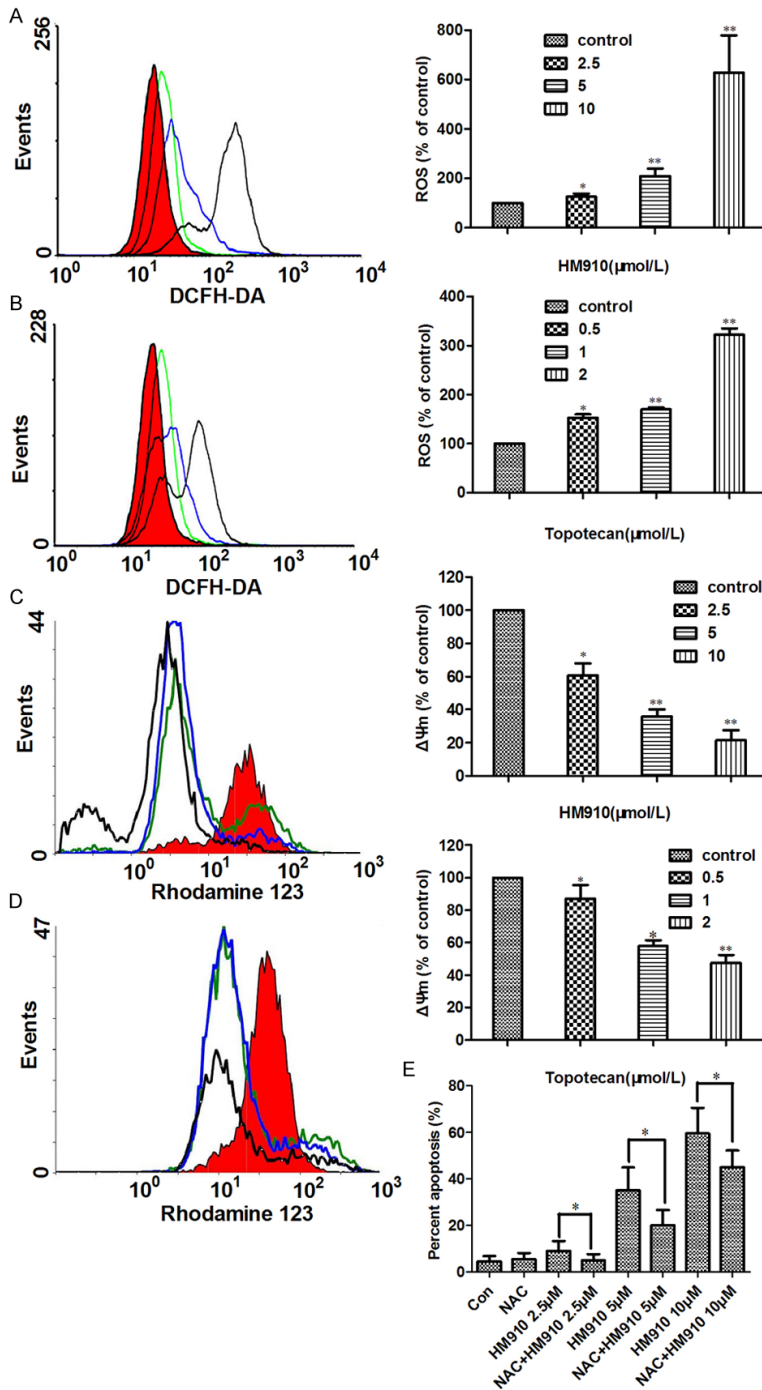 A
256
0
Events
10^0 10^1 10^2 10^3 10^4
DCFH-DA
800
600
400
200
0
ROS (% of control)
control
2.5
5
10
*
**
**
HM910(μmol/L)
B
228
0
Events
10^0 10^1 10^2 10^3 10^4
DCFH-DA
400
300
200
100
0
ROS (% of control)
control
0.5
1
2
*
**
**
Topotecan(μmol/L)
C
44
0
Events
10^0 10^1 10^2 10^3
Rhodamine 123
120
100
80
60
40
20
0
ΔΨm (% of control)
control
2.5
5
10
*
**
**
HM910(μmol/L)
D
47
0
Events
10^0 10^1 10^2 10^3
Rhodamine 123
120
100
80
60
40
20
0
ΔΨm (% of control)
control
0.5
1
2
*
*
**
Topotecan(μmol/L)
E
80
60
40
20
0
Percent apoptosis (%)
*
*
*
Con
NAC
HM910 2.5μM
NAC+HM910 2.5μM
HM910 5μM
NAC+HM910 5μM
HM910 10μM
NAC+HM910 10μM